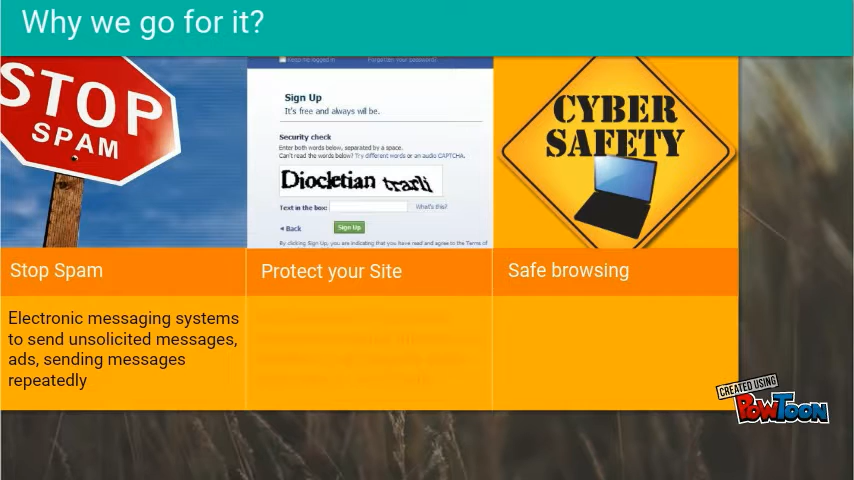 Why we go for it?
STOP
SPAM
Keep me logged in
Forgotten your password?
Sign Up
It's free and always will be.
Security check
Enter both words below, separated by a space.
Can't read the words below? Try different words or an audio CAPTCHA.
Diocletian trarli
Text in the box:
What's this?
Back
Sign Up
By clicking Sign Up, you are indicating that you have read and agree to the Terms of
CYBER
SAFETY
Stop Spam
Protect your Site
Safe browsing
Electronic messaging systems
to send unsolicited messages,
ads, sending messages
repeatedly
CREATED USING
POWTOON